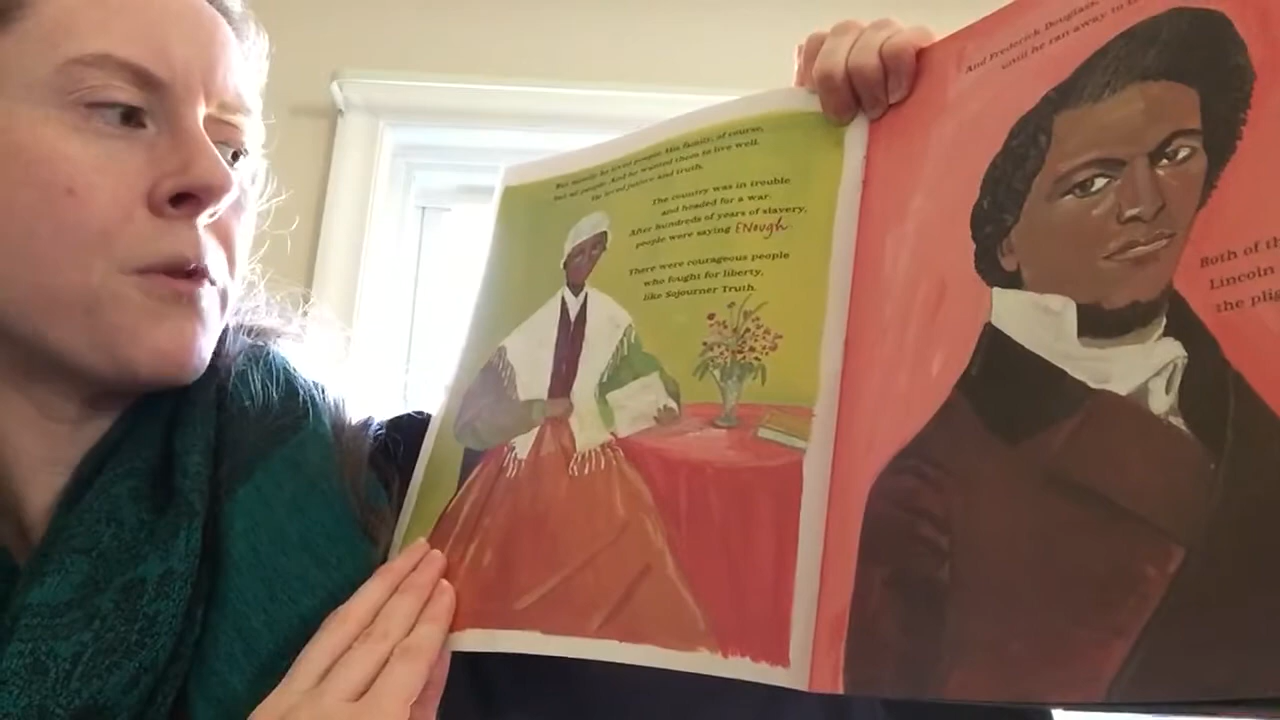 But mostly he loved people. His family, of course,
but all people. And he wanted them to live well.
He loved justice and truth.
The country was in trouble
and headed for a war.
After hundreds of years of slavery,
people were saying ENough.
There were courageous people
who fought for liberty,
like Sojourner Truth.
And Frederick Douglass,
until he ran away to
Both of
Lincoln
the